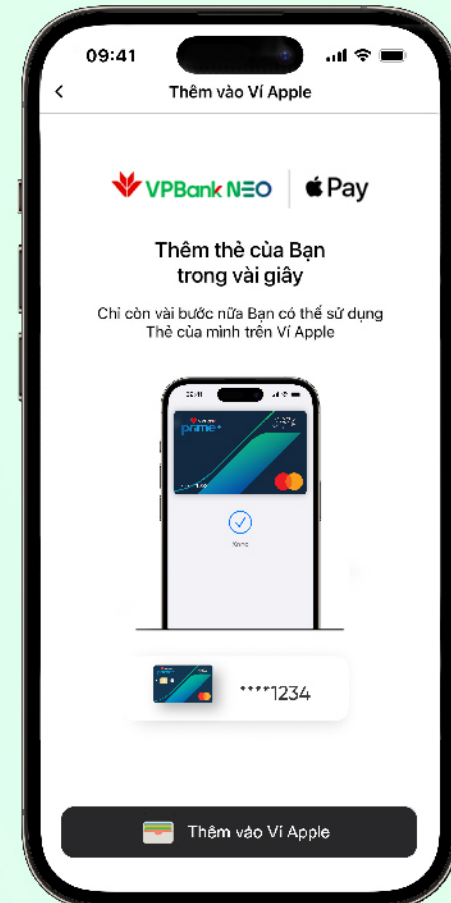 09:41
Thêm vào Ví Apple
VPBank NEO
Pay
Thêm thẻ của Bạn
trong vài giây
Chỉ còn vài bước nữa Bạn có thể sử dụng
Thẻ của mình trên Ví Apple
prime
****1234
Thêm vào Ví Apple